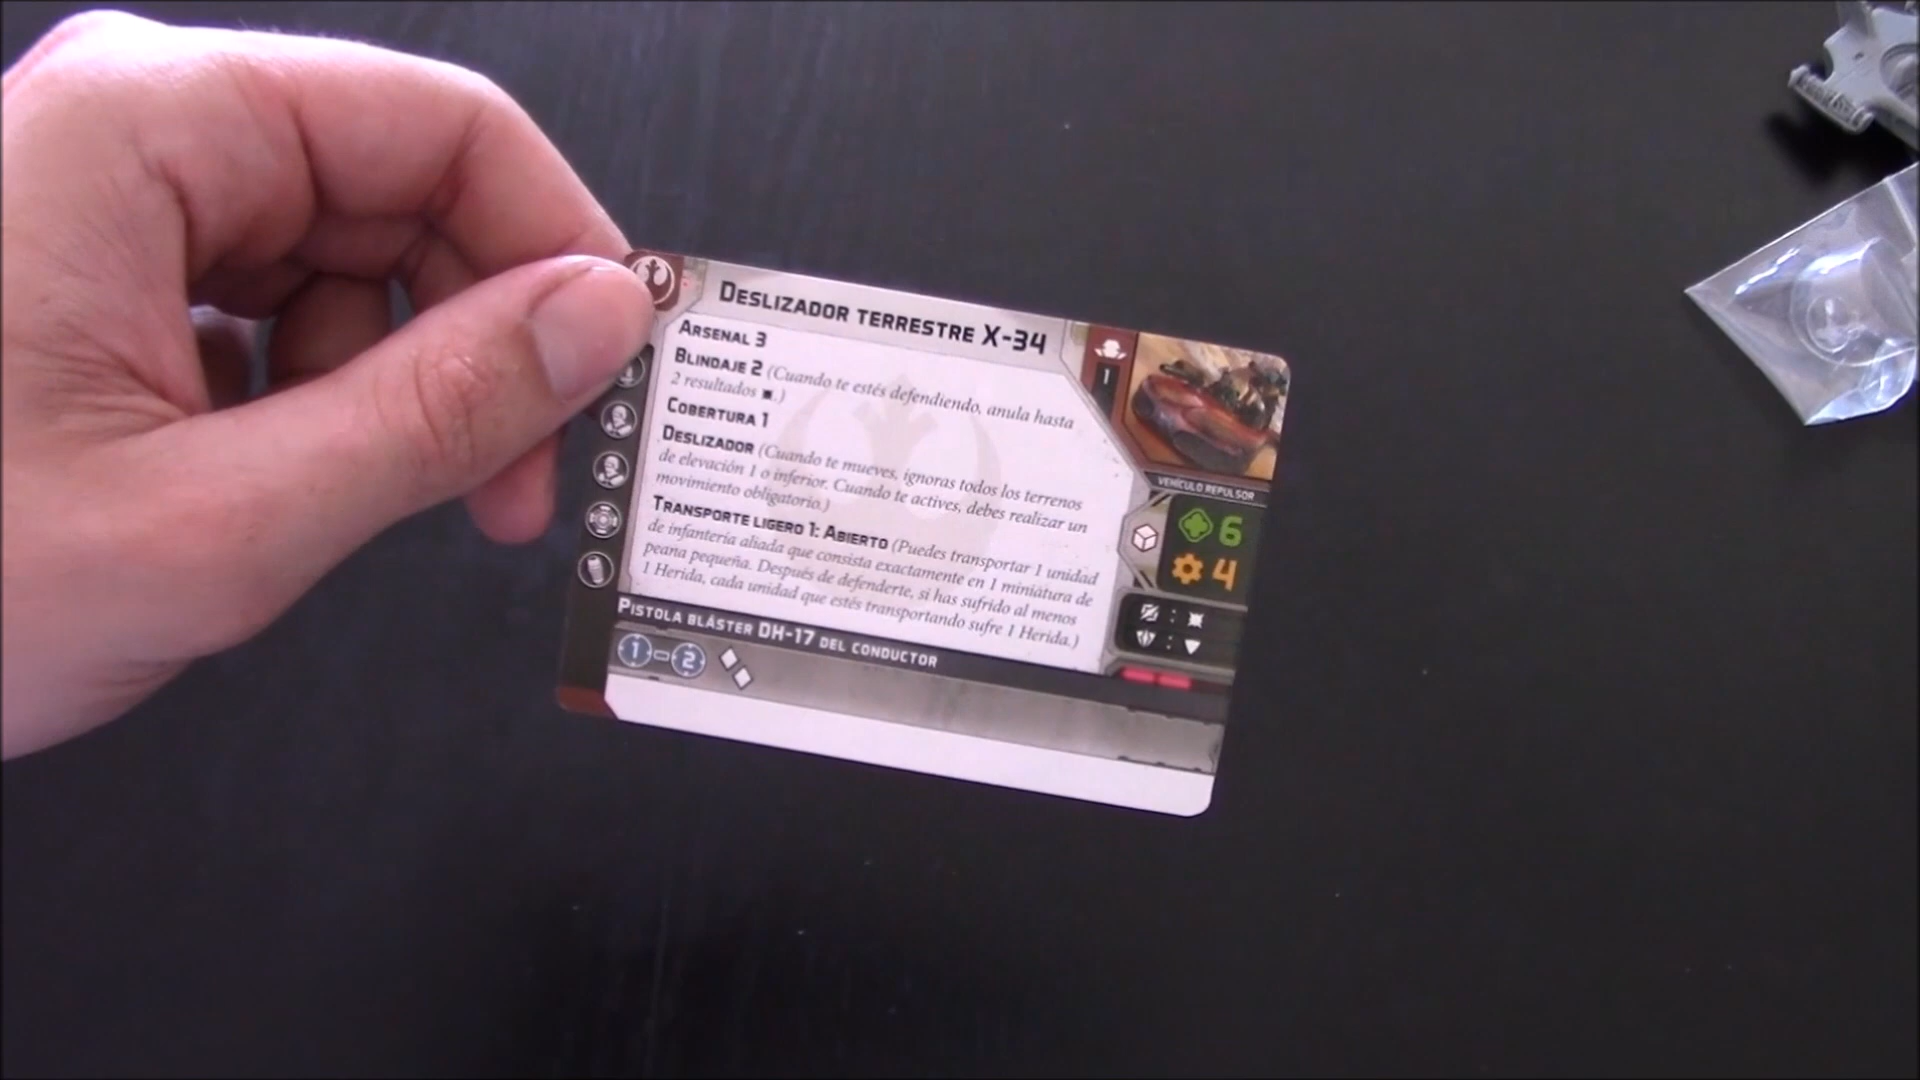 Deslizador terrestre X-34
Arsenal 3
Blindaje 2 (Cuando te estés defendiendo, anula hasta
2 resultados .)
Cobertura 1
Deslizador (Cuando te mueves, ignoras todos los terrenos
de elevación 1 o inferior. Cuando te actives, debes realizar un
movimiento obligatorio.)
Transporte ligero 1: Abierto (Puedes transportar 1 unidad
de infantería aliada que consista exactamente en 1 miniatura de
peana pequeña. Después de defenderte, si has sufrido al menos
1 Herida, cada unidad que estés transportando sufre 1 Herida.)
Pistola bláster DH-17 del conductor
1-2
1
Vehículo repulsor
6
4